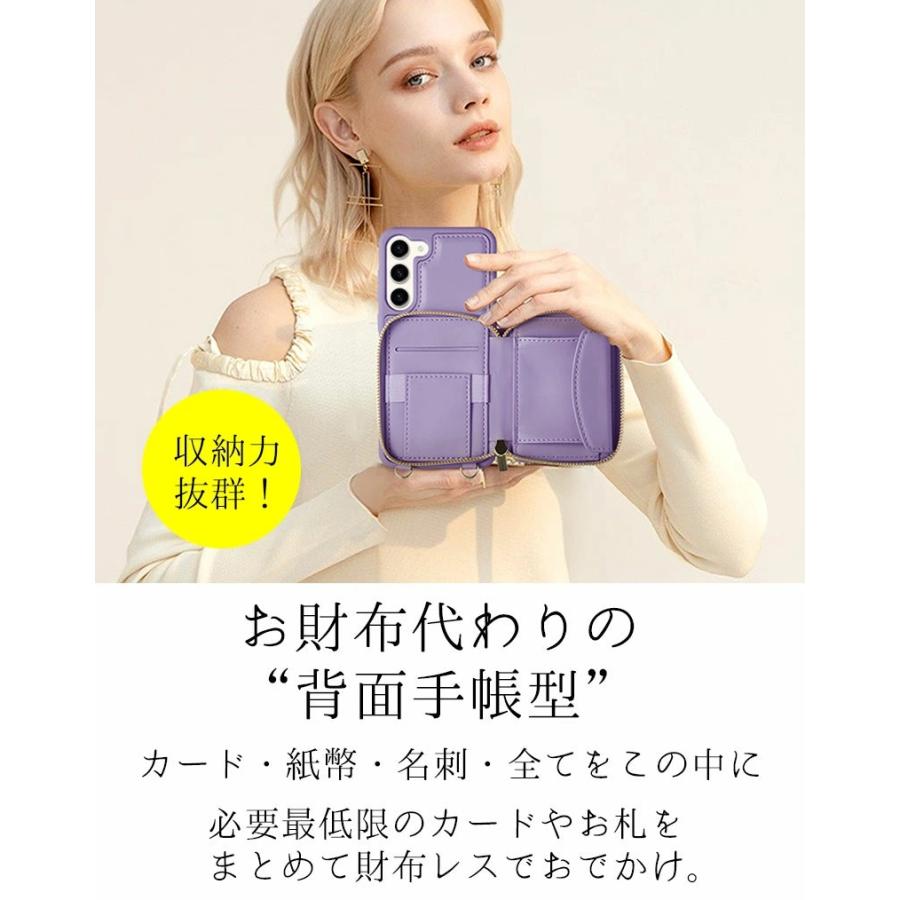 収納力
抜群！
お財布代わりの
“背面手帳型”
カード・紙幣・名刺・全てをこの中に
必要最低限のカードやお札を
まとめて財布レスでおでかけ。